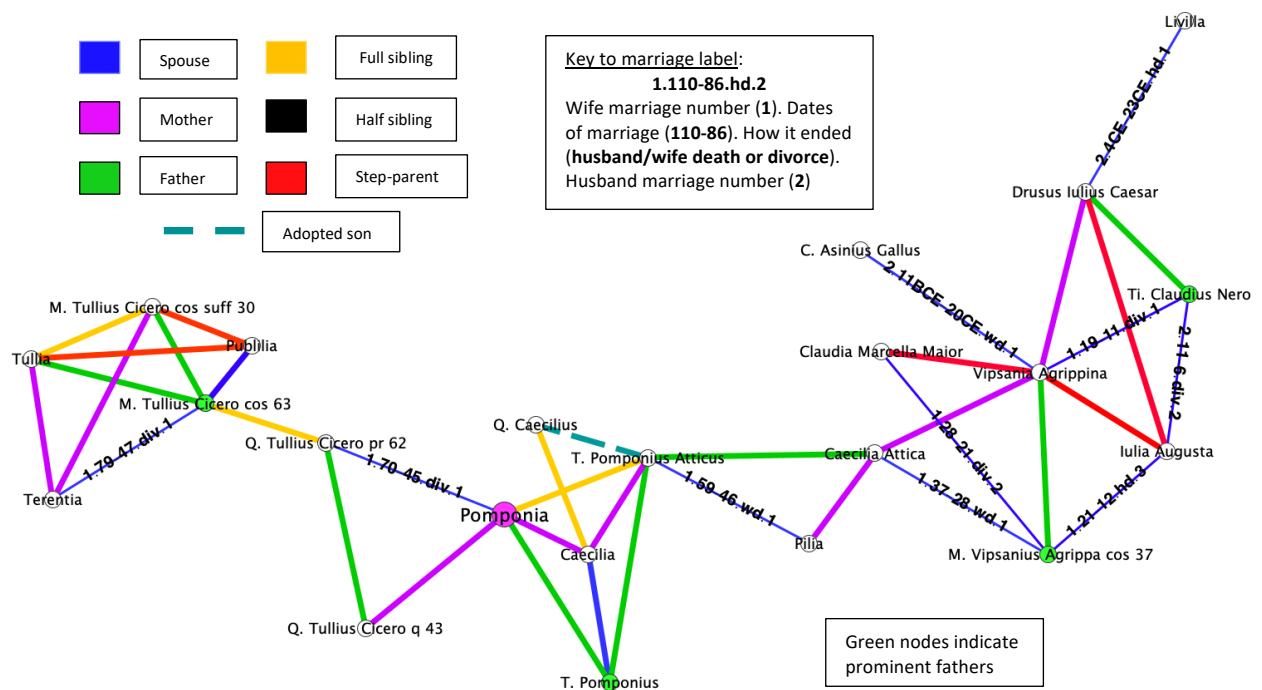 Spouse
Full sibling
Mother
Half sibling
Father
Step-parent
Adopted son
Key to marriage label:
1.110-86.hd.2
Wife marriage number (1). Dates
of marriage (110-86). How it ended
(husband/wife death or divorce).
Husband marriage number (2)
Livilla
2.4CE 23CE hd.1
Drusus Iulius Caesar
C. Asinius Gallus
2.11BCE 20CE wd.1
Ti. Claudius Nero
1.19 11 div.1
2.11 6.div.2
Claudia Marcella Maior
Vipsania Agrippina
M. Tullius Cicero cos suff 30
Publilia
Tullia
M. Tullius Cicero cos 63
1.79 47 div.1
Terentia
Q. Tullius Cicero pr 62
1.70 45 div.1
Q. Caecilius
T. Pomponius Atticus
1.59 46 wd.1
Caecilia Attica
1.28 21 div.2
1.37 28 wd.1
Iulia Augusta
1.21 12 hd.3
Pomponia
Caecilia
Pilia
M. Vipsanius Agrippa cos 37
Q. Tullius Cicero q 43
T. Pomponius
Green nodes indicate
prominent fathers